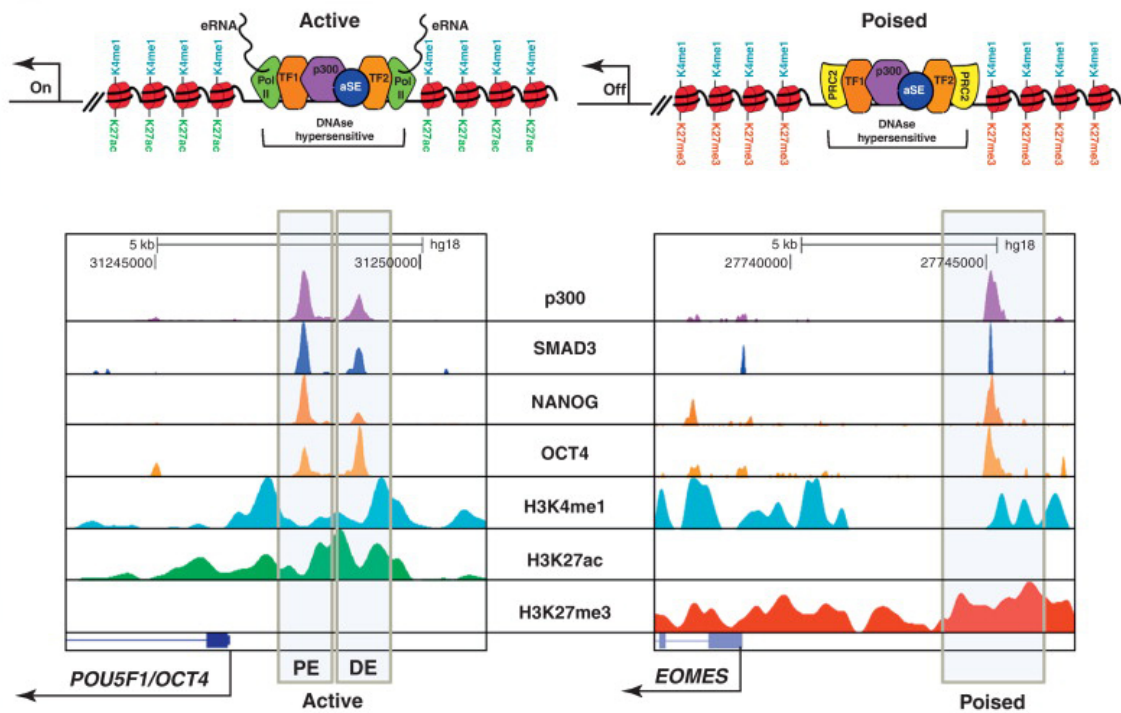 Active
eRNA
eRNA
On
K4me1 K4me1 K4me1 K4me1
Pol II TF1 p300 aSE TF2 Pol II
K4me1 K4me1 K4me1 K4me1
K27ac K27ac K27ac K27ac
DNAse
hypersensitive
K27ac K27ac K27ac K27ac
Poised
Off
K4me1 K4me1 K4me1 K4me1
PRC2 TF1 p300 aSE TF2 PRC2
K4me1 K4me1 K4me1 K4me1
K27me3 K27me3 K27me3 K27me3
DNAse
hypersensitive
K27me3 K27me3 K27me3 K27me3
5 kb hg18
31245000 31250000
5 kb hg18
27740000 27745000
p300
SMAD3
NANOG
OCT4
H3K4me1
H3K27ac
H3K27me3
POU5F1/OCT4
PE DE
Active
EOMES
Poised